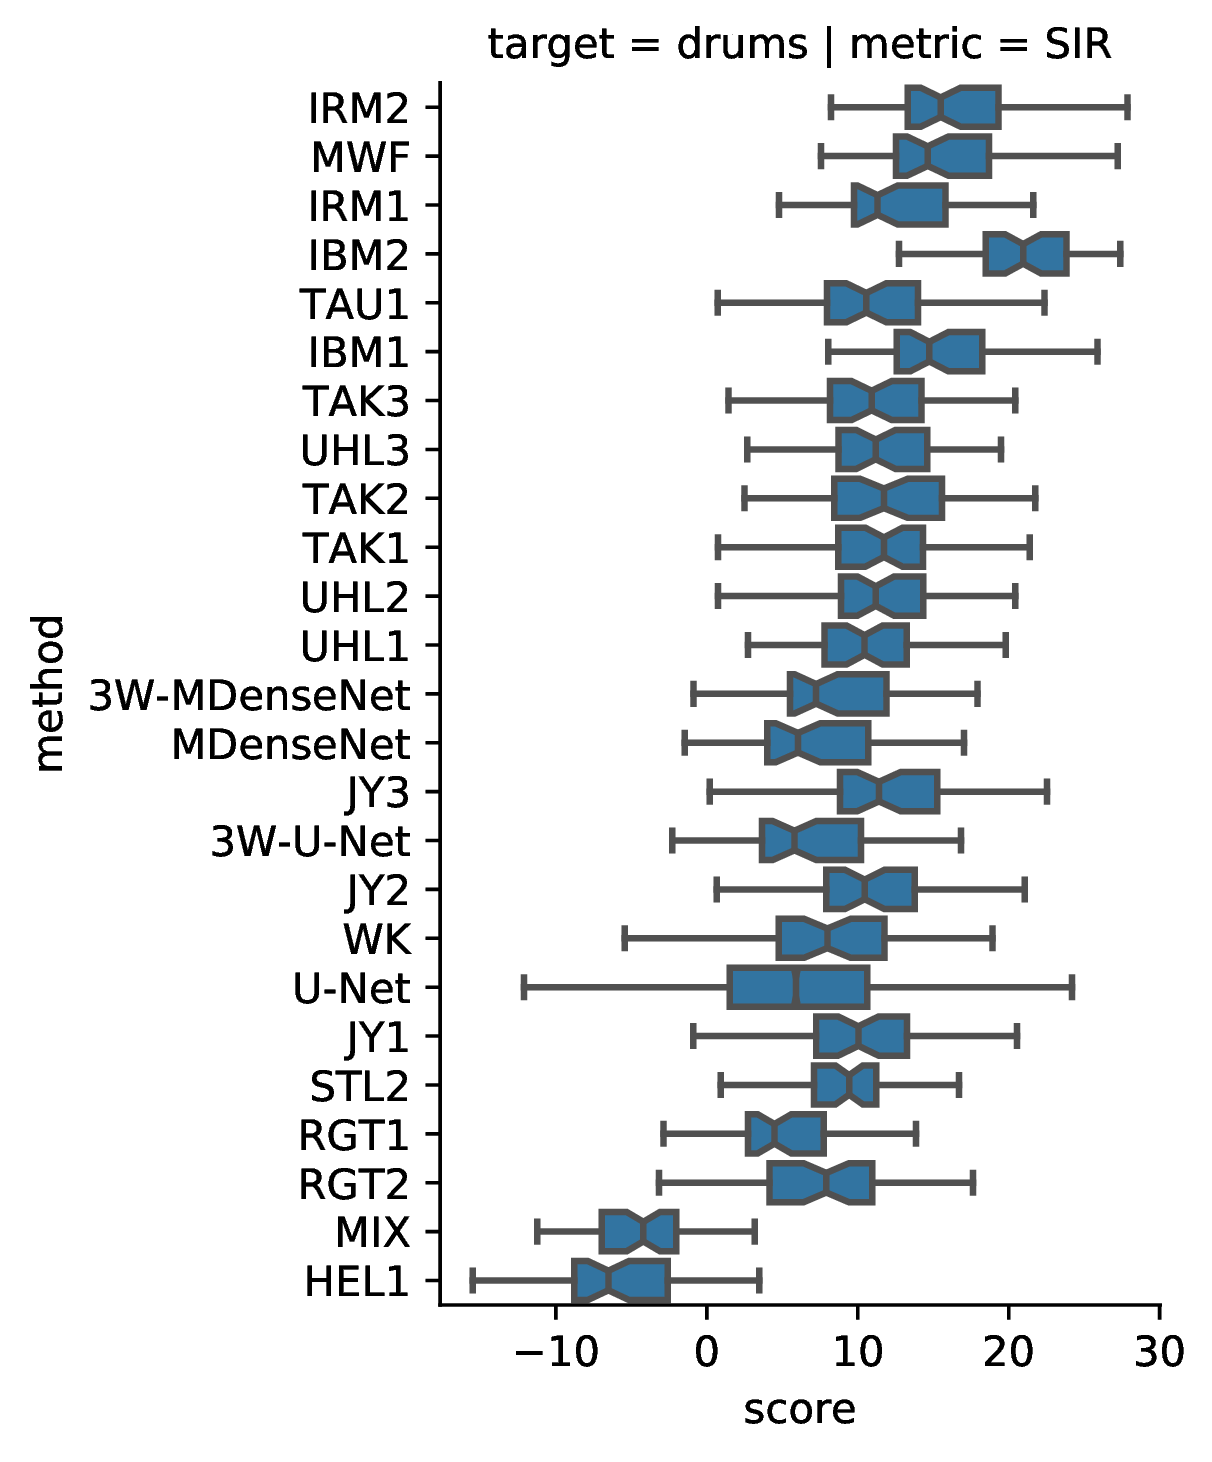 target = drums | metric = SIR
IRM2
MWF
IRM1
IBM2
TAU1
IBM1
TAK3
UHL3
TAK2
TAK1
UHL2
UHL1
3W-MDenseNet
MDenseNet
JY3
3W-U-Net
JY2
WK
U-Net
JY1
STL2
RGT1
RGT2
MIX
HEL1
method
−10 0 10 20 30
score